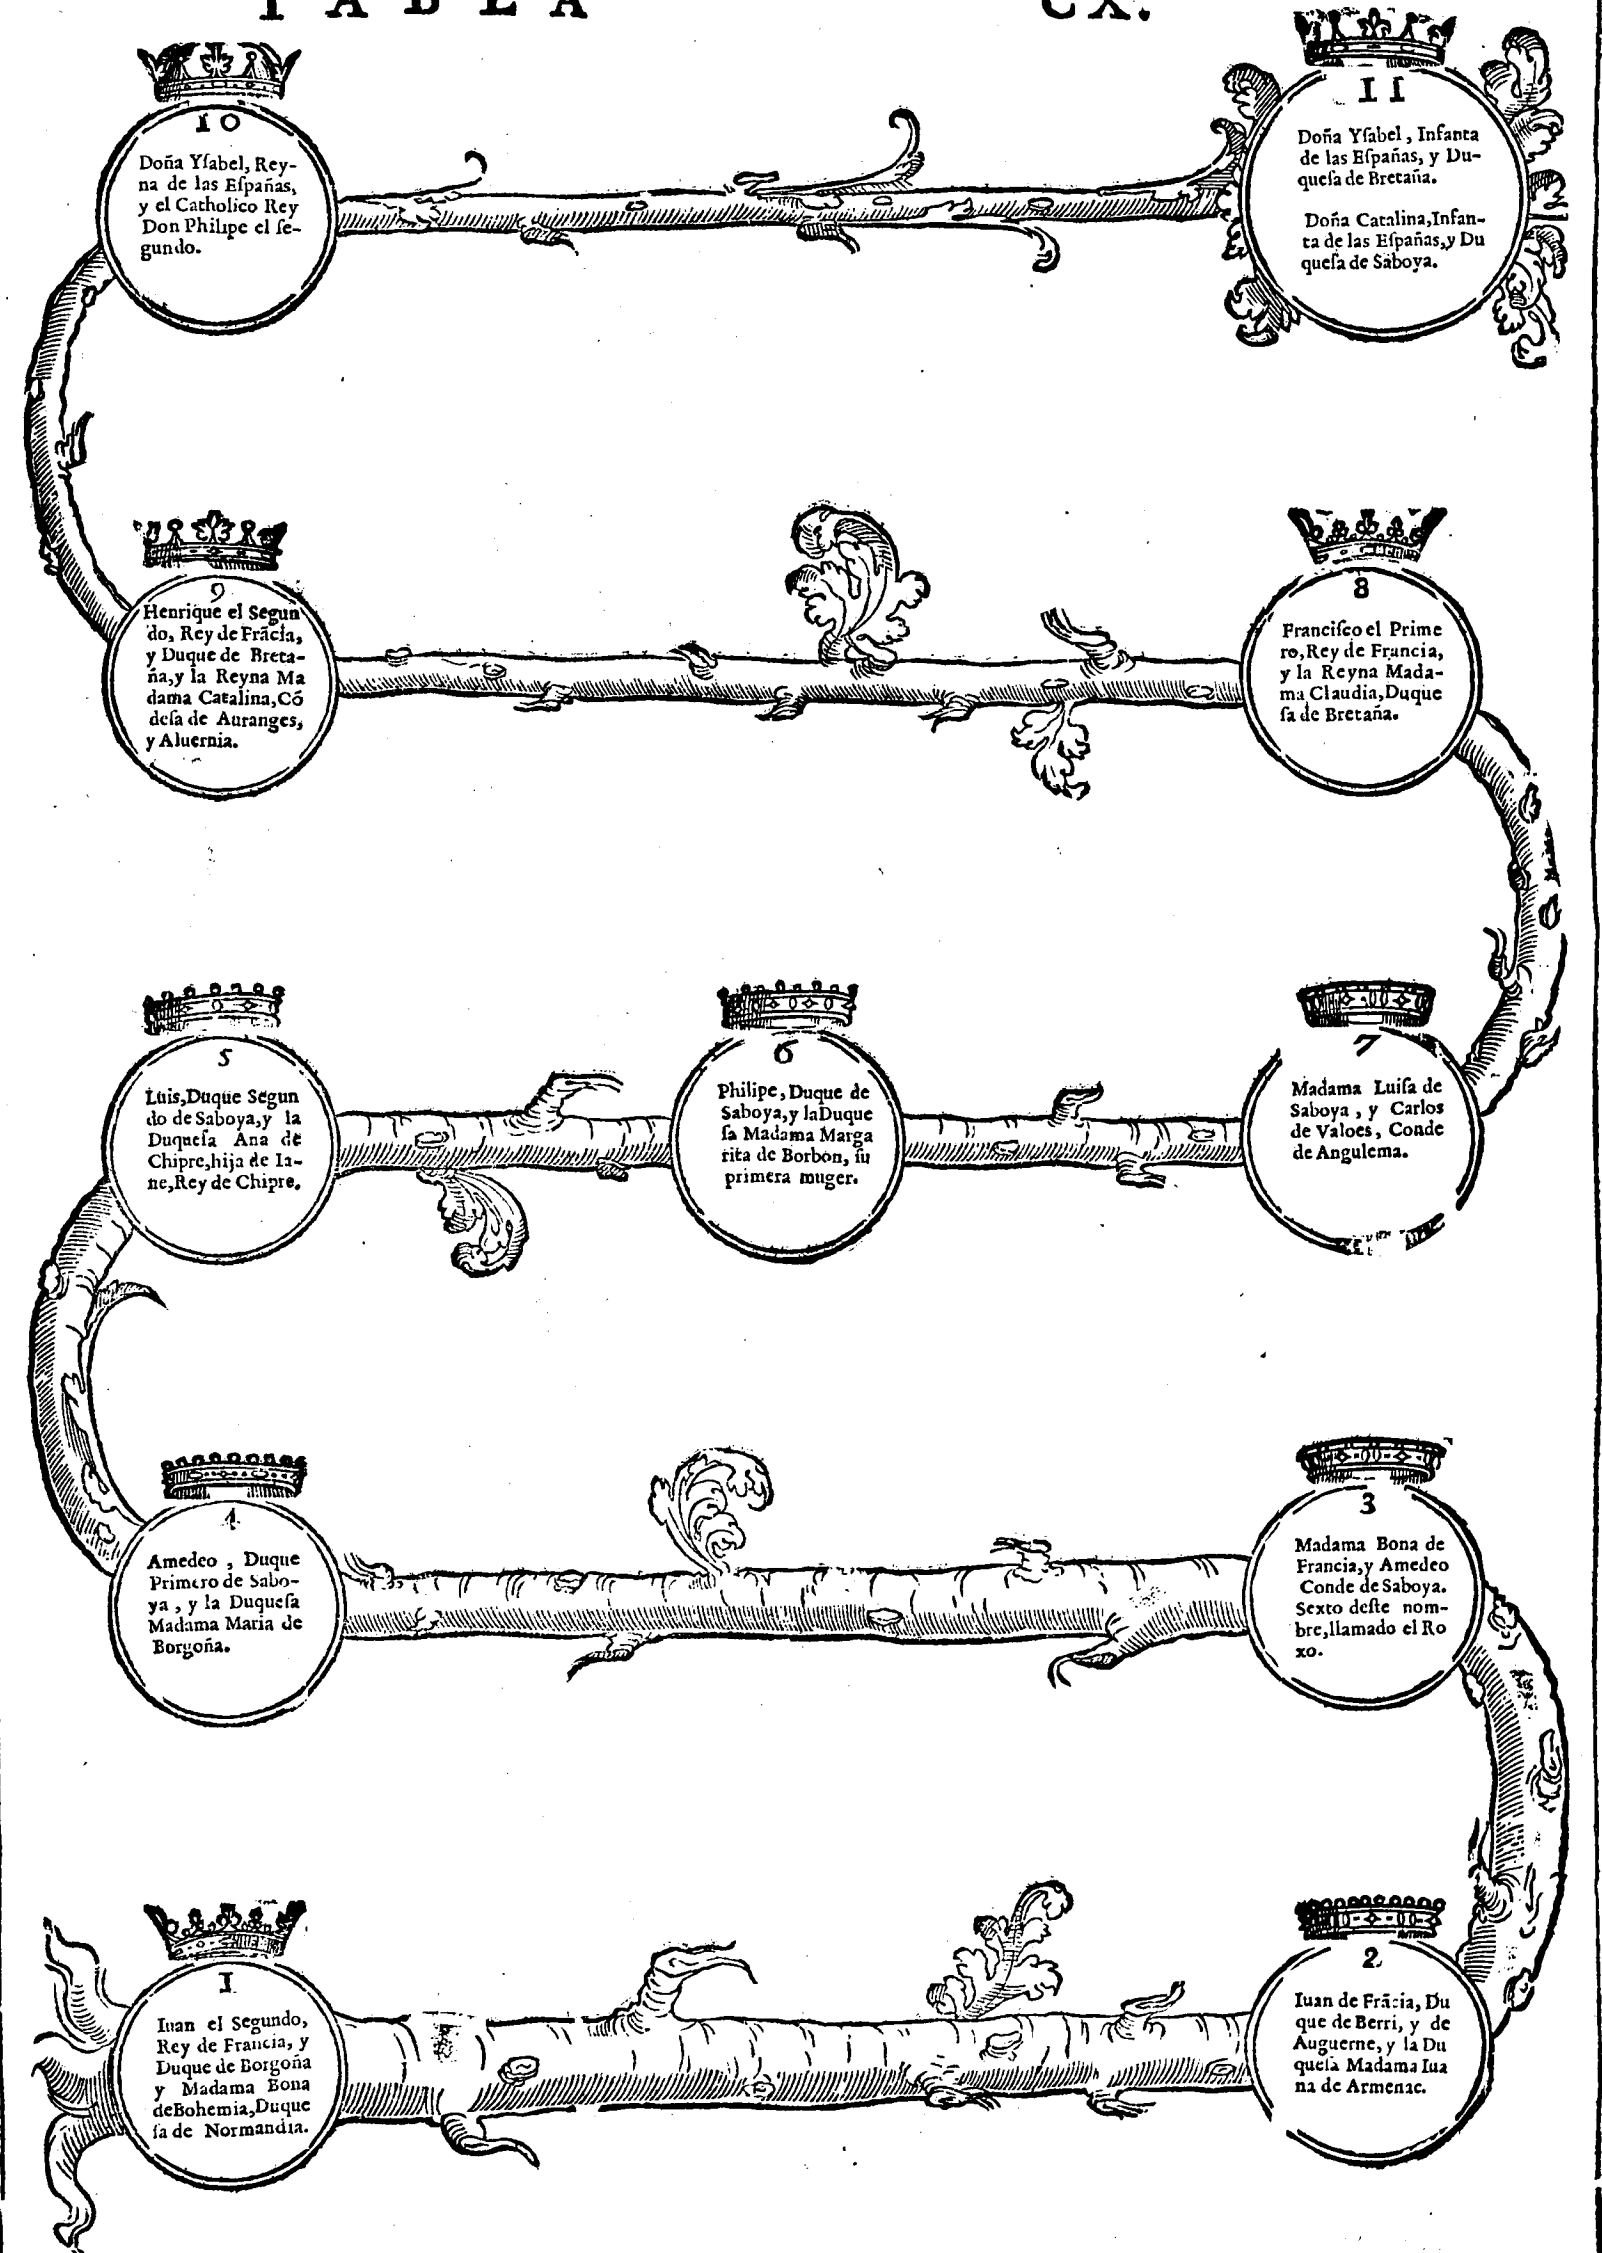 TABLA CX.
10
Doña Yſabel, Rey-
na de las Eſpañas,
y el Catholico Rey
Don Philipe el ſe-
gundo.
11
Doña Yſabel, Infanta
de las Eſpañas, y Du-
queſa de Bretaña.
Doña Catalina,Infan-
ta de las Eſpañas,y Du
queſa de Saboya.
9
Henrique el Segun
do, Rey de Frãcia,
y Duque de Breta-
ña,y la Reyna Ma
dama Catalina,Cõ
deſa de Auranges,
y Aluernia.
8
Franciſco el Prime
ro,Rey de Francia,
y la Reyna Mada-
ma Claudia,Duque
ſa de Bretaña.
5
Luis,Duque Segun
do de Saboya,y la
Duqueſa Ana de
Chipre,hija de Ia-
ne,Rey de Chipre.
6
Philipe, Duque de
Saboya,y la Duque
ſa Madama Marga
rita de Borbon, ſu
primera muger.
7
Madama Luiſa de
Saboya, y Carlos
de Valoes, Conde
de Angulema.
4
Amedeo, Duque
Primero de Sabo-
ya, y la Duqueſa
Madama Maria de
Borgoña.
3
Madama Bona de
Francia,y Amedeo
Conde de Saboya.
Sexto deſte nom-
bre,llamado el Ro
xo.
1
Iuan el Segundo,
Rey de Francia, y
Duque de Borgoña
y Madama Bona
de Bohemia,Duque
ſa de Normandia.
2
Iuan de Frãcia, Du
que de Berri, y de
Auguerne, y la Du
queſa Madama Iua
na de Armenac.